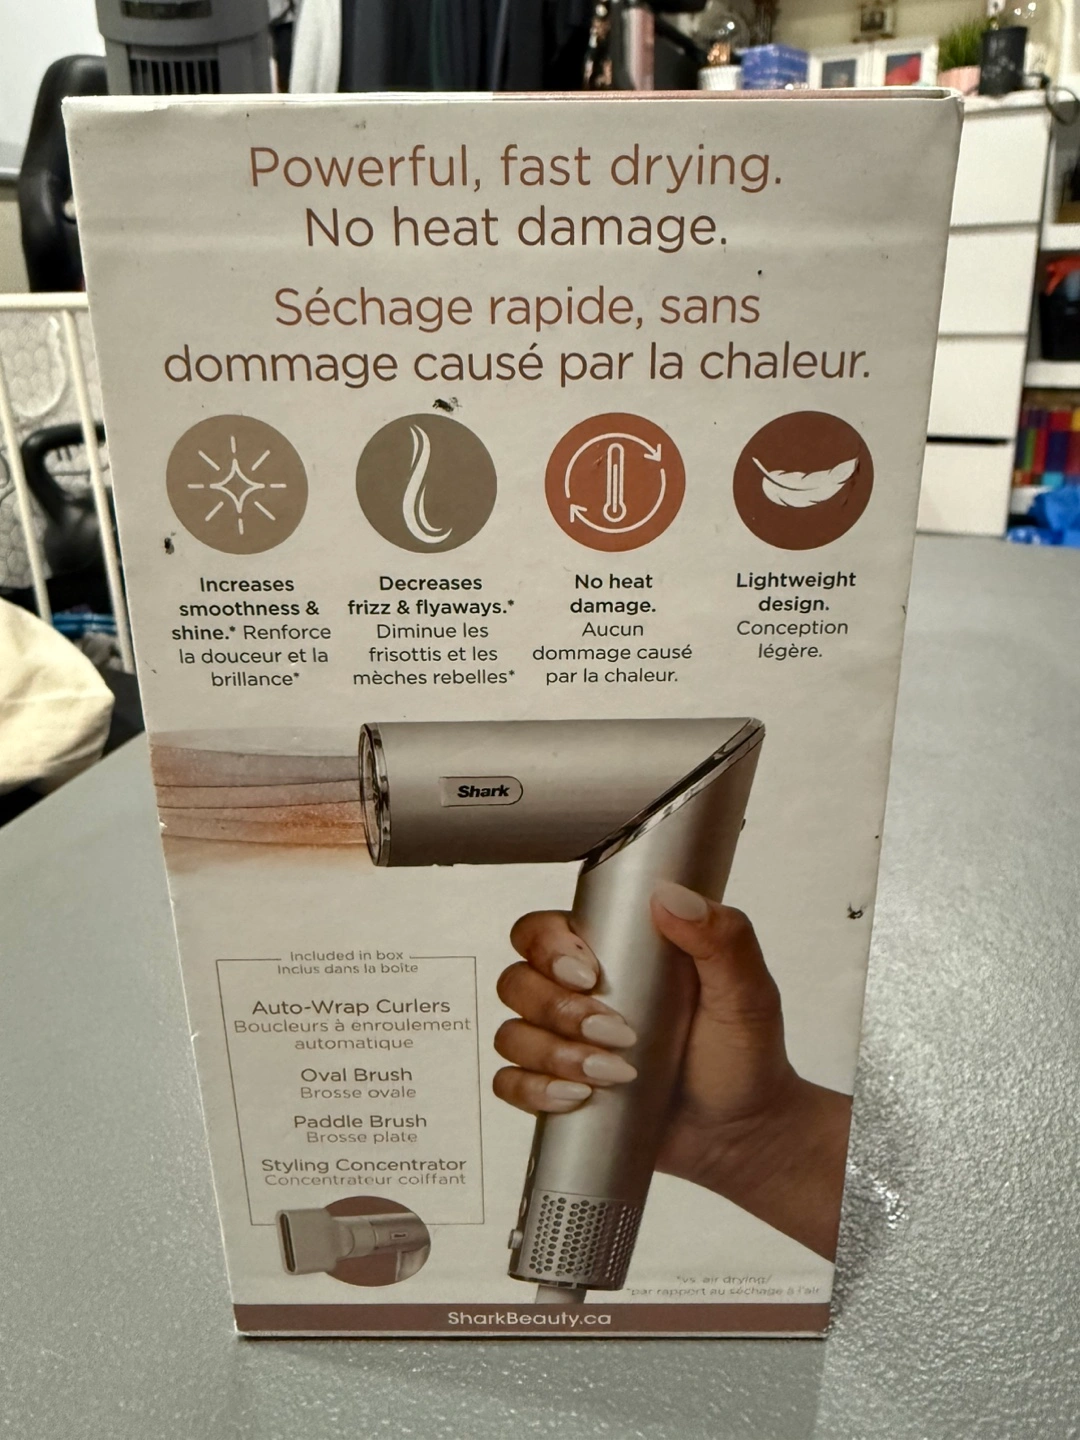 Powerful, fast drying.
No heat damage.
Séchage rapide, sans
dommage causé par la chaleur.
Increases
smoothness &
shine.* Renforce
la douceur et la
brillance*
Decreases
frizz & flyaways.*
Diminue les
frisottis et les
mèches rebelles*
No heat
damage.
Aucun
dommage causé
par la chaleur.
Lightweight
design.
Conception
légère.
Shark
Included in box
Inclus dans la boîte
Auto-Wrap Curlers
Boucleurs à enroulement
automatique
Oval Brush
Brosse ovale
Paddle Brush
Brosse plate
Styling Concentrator
Concentrateur coiffant
*vs. air drying/
*par rapport au séchage à l'air
SharkBeauty.ca